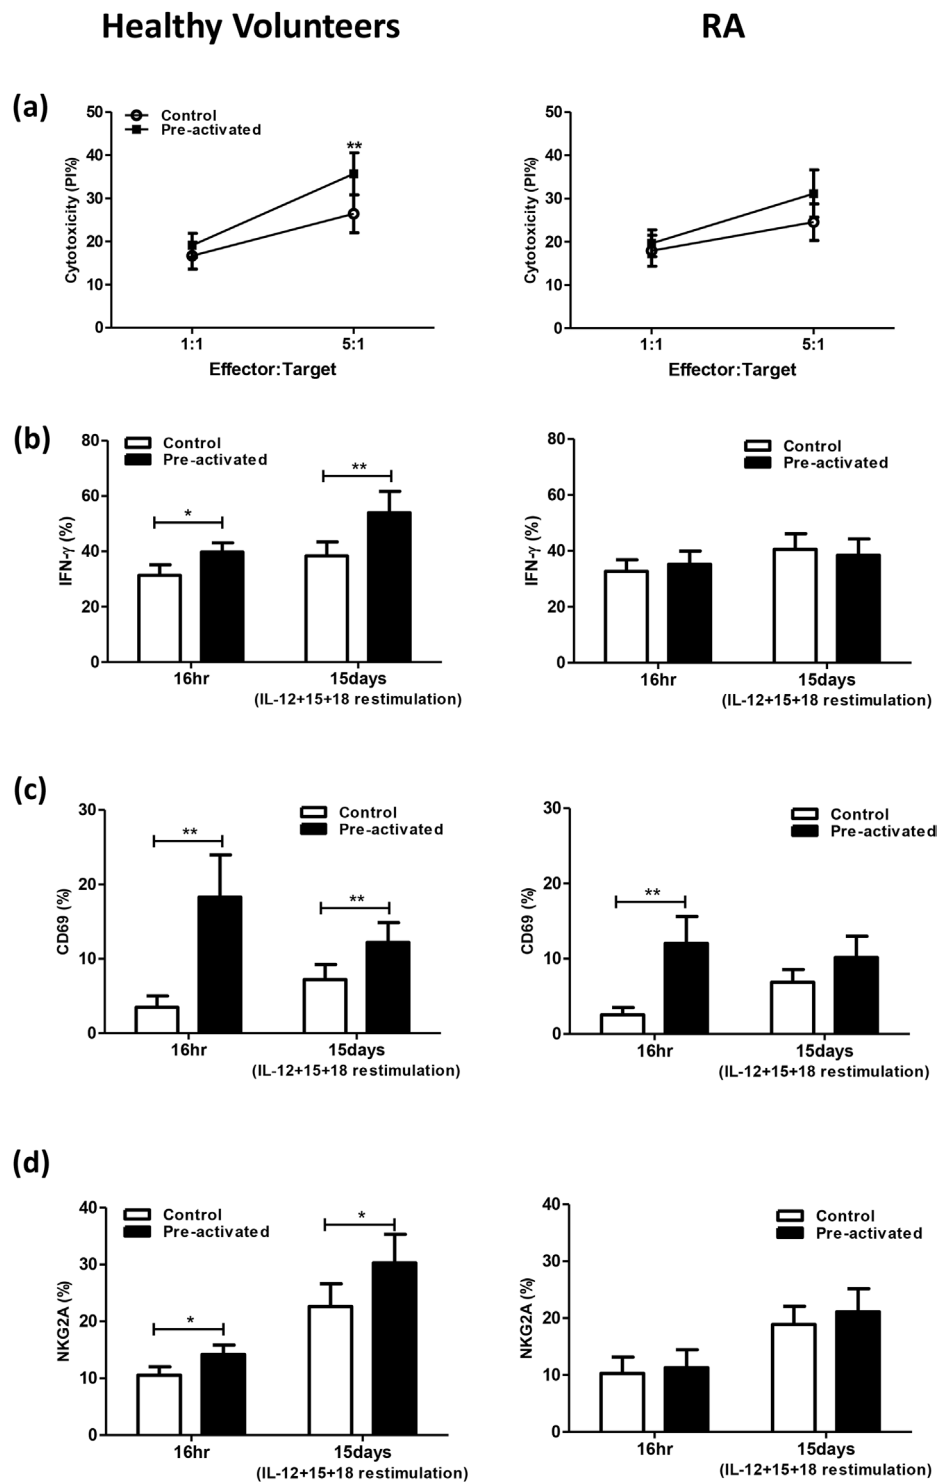 Healthy Volunteers
RA
(a)
Control
Pre-activated
**
Cytotoxicity (PI%)
50
40
30
20
10
0
1:1
5:1
Effector:Target
Cytotoxicity (PI%)
50
40
30
20
10
0
1:1
5:1
Effector:Target
(b)
Control
Pre-activated
*
**
IFN-γ (%)
80
60
40
20
0
16hr
15days
(IL-12+15+18 restimulation)
Control
Pre-activated
IFN-γ (%)
80
60
40
20
0
16hr
15days
(IL-12+15+18 restimulation)
(c)
Control
Pre-activated
**
**
CD69 (%)
30
20
10
0
16hr
15days
(IL-12+15+18 restimulation)
Control
Pre-activated
**
CD69 (%)
30
20
10
0
16hr
15days
(IL-12+15+18 restimulation)
(d)
Control
Pre-activated
*
*
NKG2A (%)
40
30
20
10
0
16hr
15days
(IL-12+15+18 restimulation)
Control
Pre-activated
NKG2A (%)
40
30
20
10
0
16hr
15days
(IL-12+15+18 restimulation)